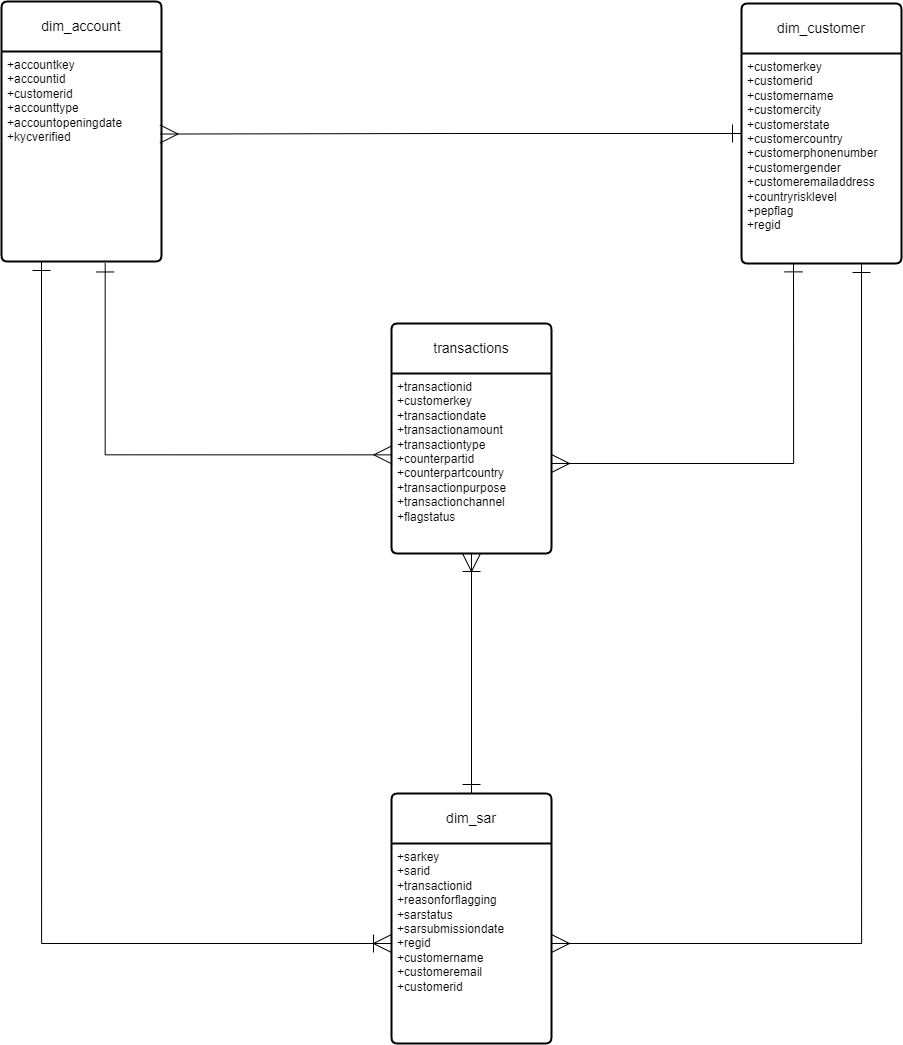 dim_account
+accountkey
+accountid
+customerid
+accounttype
+accountopeningdate
+kycverified
dim_customer
+customerkey
+customerid
+customername
+customercity
+customerstate
+customercountry
+customerphonenumber
+customergender
+customeremailaddress
+countryrisklevel
+pepflag
+regid
transactions
+transactionid
+customerkey
+transactiondate
+transactionamount
+transactiontype
+counterpartid
+counterpartcountry
+transactionpurpose
+transactionchannel
+flagstatus
dim_sar
+sarkey
+sarid
+transactionid
+reasonforflagging
+sarstatus
+sarsubmissiondate
+regid
+customername
+customeremail
+customerid